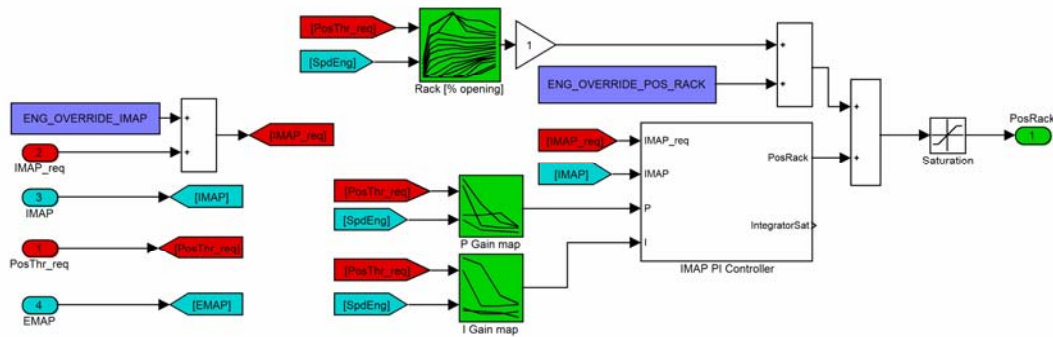 [PosThr_req]
[SpdEng]
Rack [% opening]
1
+
+
ENG_OVERRIDE_POS_RACK
ENG_OVERRIDE_IMAP
+
+
[IMAP_req]
2
IMAP_req
3
IMAP
[IMAP]
1
PosThr_req
[PosThr_req]
4
EMAP
[EMAP]
[PosThr_req]
[SpdEng]
P Gain map
[PosThr_req]
[SpdEng]
I Gain map
[IMAP_req]
[IMAP]
IMAP_req
IMAP
P
I
PosRack
IntegratorSat
IMAP PI Controller
+
+
Saturation
PosRack
1